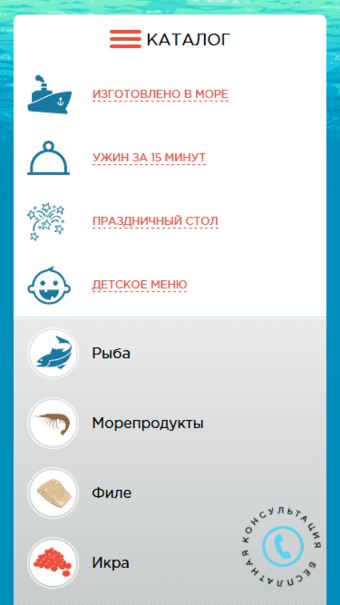 КАТАЛОГ
ИЗГОТОВЛЕНО В МОРЕ
УЖИН ЗА 15 МИНУТ
ПРАЗДНИЧНЫЙ СТОЛ
ДЕТСКОЕ МЕНЮ
Рыба
Морепродукты
Филе
Икра
БЕСПЛАТНАЯ КОНСУЛЬТАЦИЯ